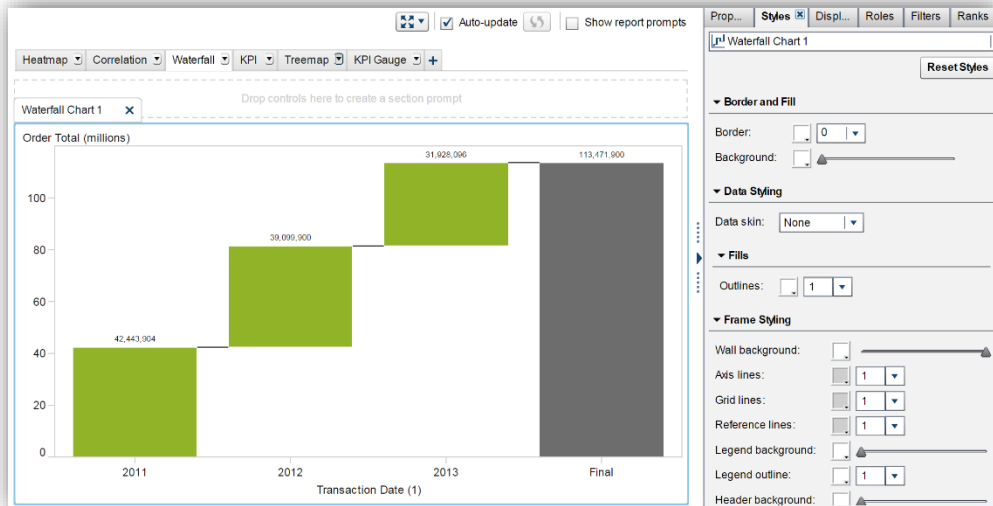 Auto-update
Show report prompts
Heatmap
Correlation
Waterfall
KPI
Treemap
KPI Gauge
+
Drop controls here to create a section prompt
Waterfall Chart 1
Order Total (millions)
42,443,904
39,099,900
31,928,096
113,471,900
100
80
60
40
20
0
2011
2012
2013
Final
Transaction Date (1)
Prop...
Styles
Displ...
Roles
Filters
Ranks
Waterfall Chart 1
Reset Styles
Border and Fill
Border:
0
Background:
Data Styling
Data skin:
None
Fills
Outlines:
1
Frame Styling
Wall background:
Axis lines:
1
Grid lines:
1
Reference lines:
1
Legend background:
Legend outline:
1
Header background: